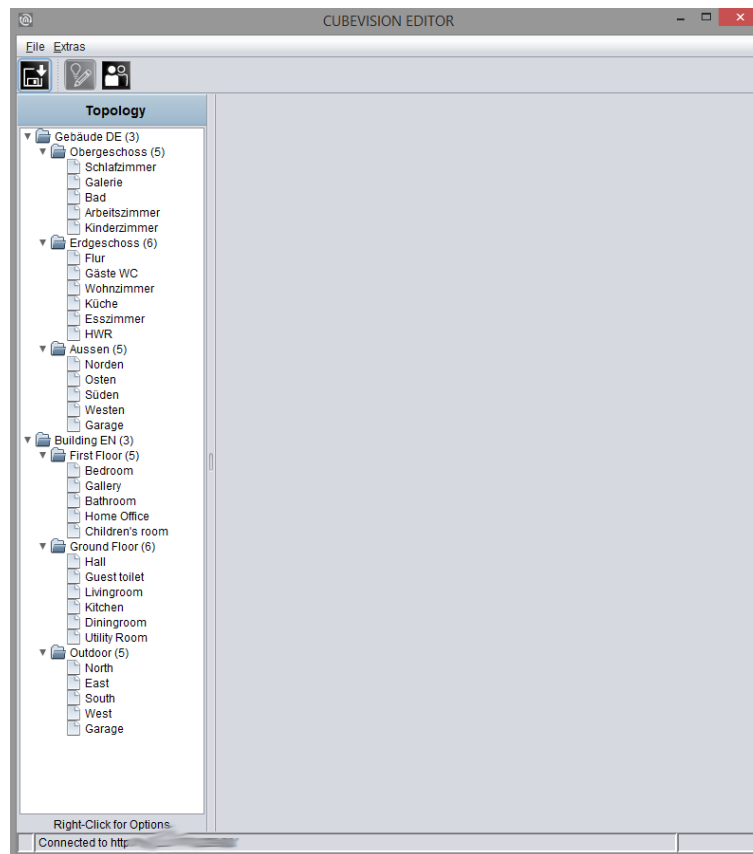 CUBEVISION EDITOR
File Extras
Topology
Gebäude DE (3)
Obergeschoss (5)
Schlafzimmer
Galerie
Bad
Arbeitszimmer
Kinderzimmer
Erdgeschoss (6)
Flur
Gäste WC
Wohnzimmer
Küche
Esszimmer
HWR
Aussen (5)
Norden
Osten
Süden
Westen
Garage
Building EN (3)
First Floor (5)
Bedroom
Gallery
Bathroom
Home Office
Children's room
Ground Floor (6)
Hall
Guest toilet
Livingroom
Kitchen
Diningroom
Utility Room
Outdoor (5)
North
East
South
West
Garage
Right-Click for Options
Connected to http